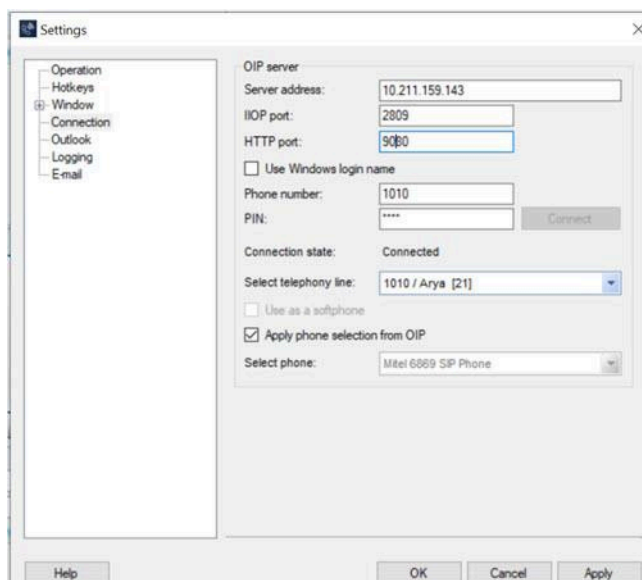 Settings
Operation
Hotkeys
Window
Connection
Outlook
Logging
E-mail
OIP server
Server address: 10.211.159.143
IIOP port: 2809
HTTP port: 9080
Use Windows login name
Phone number: 1010
PIN: **** Connect
Connection state: Connected
Select telephony line: 1010 / Arya [21]
Use as a softphone
Apply phone selection from OIP
Select phone: Mitel 6869 SIP Phone
Help OK Cancel Apply